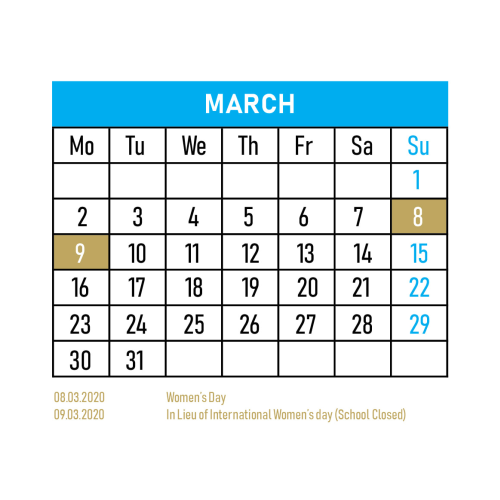 MARCH
Mo Tu We Th Fr Sa Su
1
2 3 4 5 6 7 8
9 10 11 12 13 14 15
16 17 18 19 20 21 22
23 24 25 26 27 28 29
30 31
08.03.2020 Women's Day
09.03.2020 In Lieu of International Women's day (School Closed)